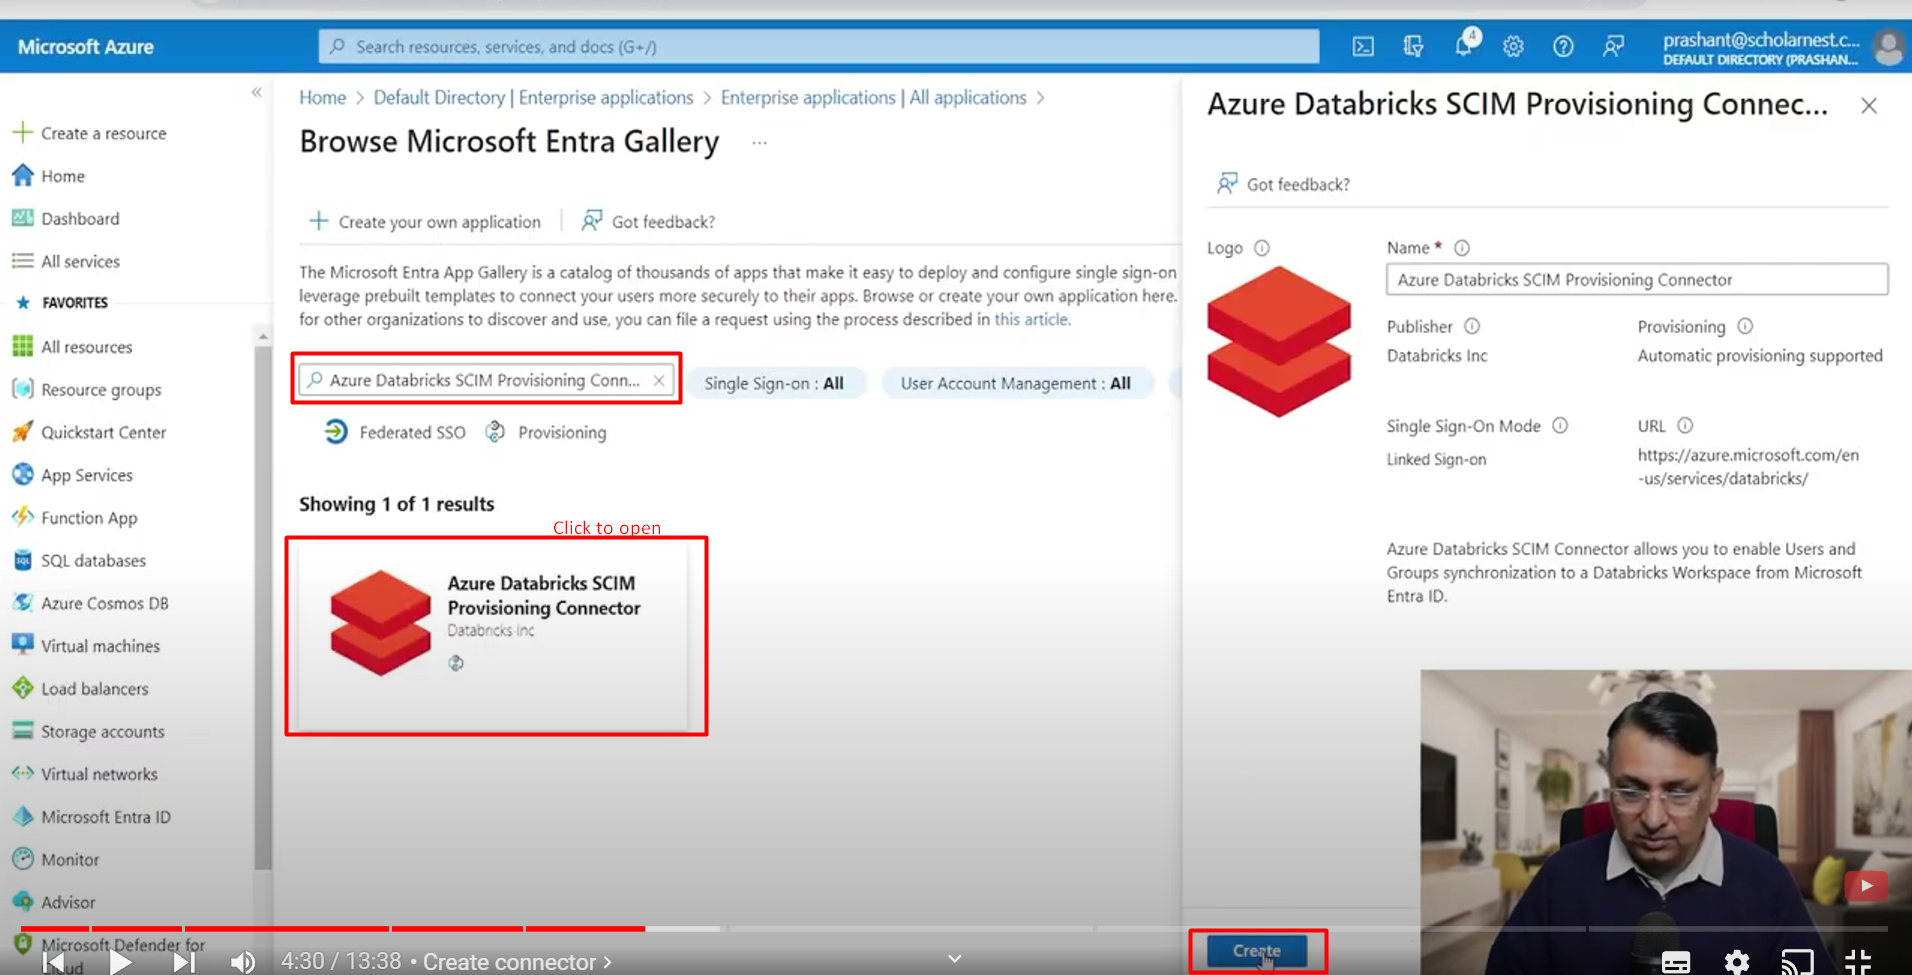 Microsoft Azure
Search resources, services, and docs (G+/)
4
prashant@scholarnest.c...
DEFAULT DIRECTORY (PRASHAN...
Create a resource
Home
Dashboard
All services
FAVORITES
All resources
Resource groups
Quickstart Center
App Services
Function App
SQL databases
Azure Cosmos DB
Virtual machines
Load balancers
Storage accounts
Virtual networks
Microsoft Entra ID
Monitor
Advisor
Microsoft Defender for
Cloud
Home > Default Directory | Enterprise applications > Enterprise applications | All applications >
Browse Microsoft Entra Gallery ...
Create your own application
Got feedback?
The Microsoft Entra App Gallery is a catalog of thousands of apps that make it easy to deploy and configure single sign-on
leverage prebuilt templates to connect your users more securely to their apps. Browse or create your own application here.
for other organizations to discover and use, you can file a request using the process described in this article.
Azure Databricks SCIM Provisioning Conn...
Single Sign-on : All
User Account Management : All
Federated SSO
Provisioning
Showing 1 of 1 results
Click to open
Azure Databricks SCIM
Provisioning Connector
Databricks Inc
Azure Databricks SCIM Provisioning Connec...
Got feedback?
Logo
Name *
Azure Databricks SCIM Provisioning Connector
Publisher
Databricks Inc
Provisioning
Automatic provisioning supported
Single Sign-On Mode
Linked Sign-on
URL
https://azure.microsoft.com/en
-us/services/databricks/
Azure Databricks SCIM Connector allows you to enable Users and
Groups synchronization to a Databricks Workspace from Microsoft
Entra ID.
Create
4:30 / 13:38 • Create connector >